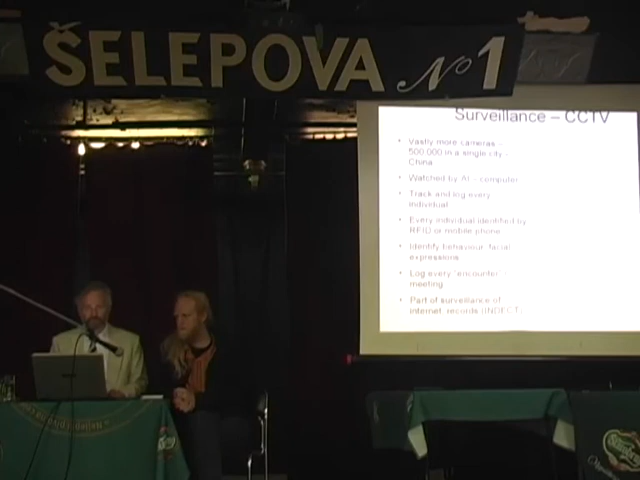 ŠELEPOVA No 1
Surveillance – CCTV
• Vastly more cameras –
500,000 in a single city -
China
• Watched by AI - computer
• Track and log every
individual
• Every individual identified by
RFID or mobile phone
• Identify behaviour, facial
expressions
• Log every "encounter" -
meeting
• Part of surveillance of
internet, records (INDECT)